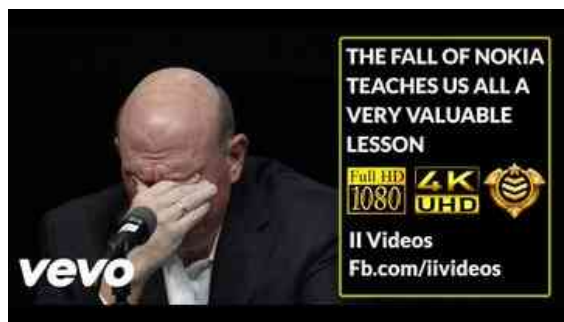 THE FALL OF NOKIA
TEACHES US ALL A
VERY VALUABLE
LESSON
Full HD
1080
4K
UHD
II Videos
Fb.com/iivideos
vevo